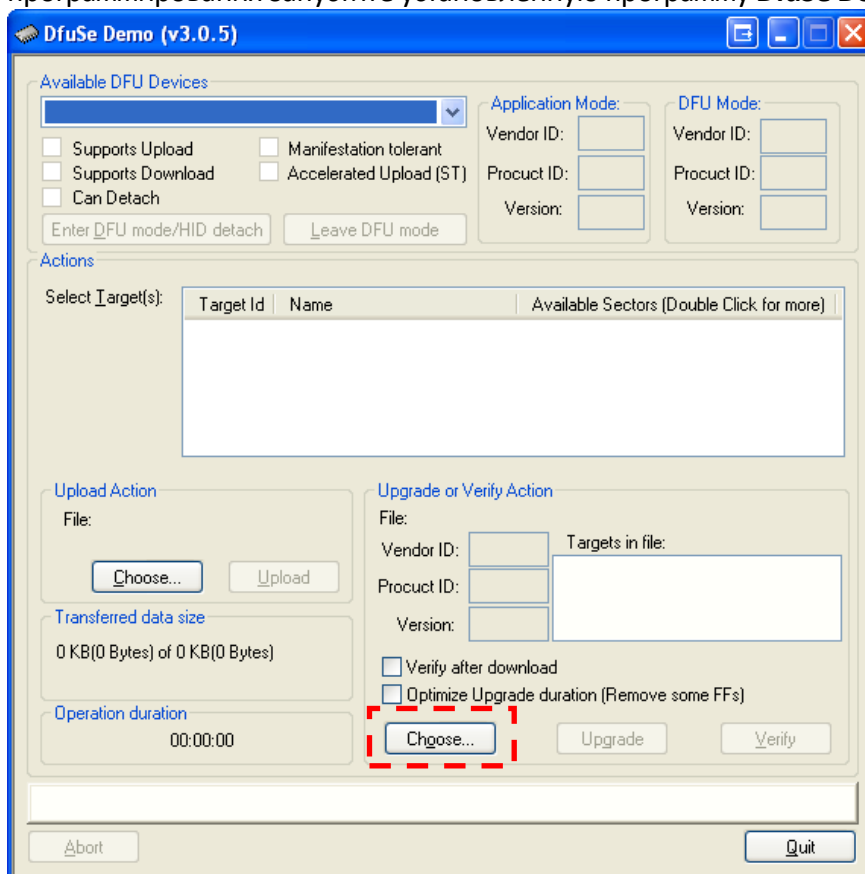 программирования запустите установленную программу DfuSe D
DfuSe Demo (v3.0.5)
Available DFU Devices
Supports Upload
Manifestation tolerant
Supports Download
Accelerated Upload (ST)
Can Detach
Enter DFU mode/HID detach
Leave DFU mode
Application Mode:
Vendor ID:
Procuct ID:
Version:
DFU Mode:
Vendor ID:
Procuct ID:
Version:
Actions
Select Target(s):
Target Id
Name
Available Sectors (Double Click for more)
Upload Action
File:
Choose...
Upload
Transferred data size
0 KB(0 Bytes) of 0 KB(0 Bytes)
Operation duration
00:00:00
Upgrade or Verify Action
File:
Vendor ID:
Procuct ID:
Version:
Targets in file:
Verify after download
Optimize Upgrade duration (Remove some FFs)
Choose...
Upgrade
Verify
Abort
Quit